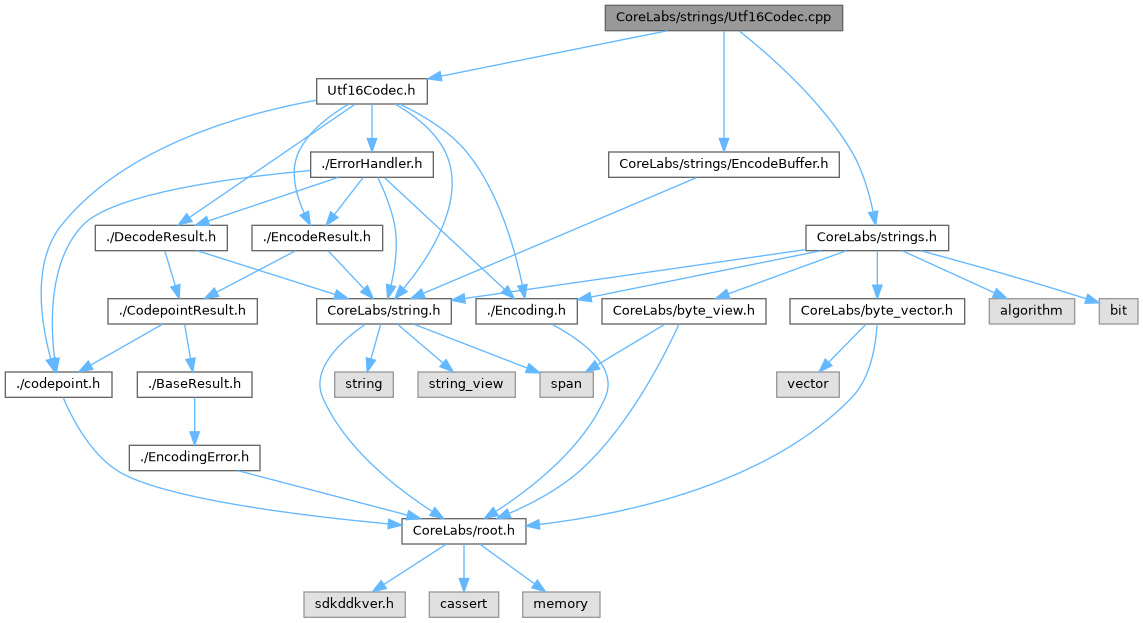 CoreLabs/strings/Utf16Codec.cpp
Utf16Codec.h
./ErrorHandler.h
CoreLabs/strings/EncodeBuffer.h
./DecodeResult.h
./EncodeResult.h
CoreLabs/strings.h
./CodepointResult.h
CoreLabs/string.h
./Encoding.h
CoreLabs/byte_view.h
CoreLabs/byte_vector.h
algorithm
bit
./codepoint.h
./BaseResult.h
string
string_view
span
vector
./EncodingError.h
CoreLabs/root.h
sdkddkver.h
cassert
memory